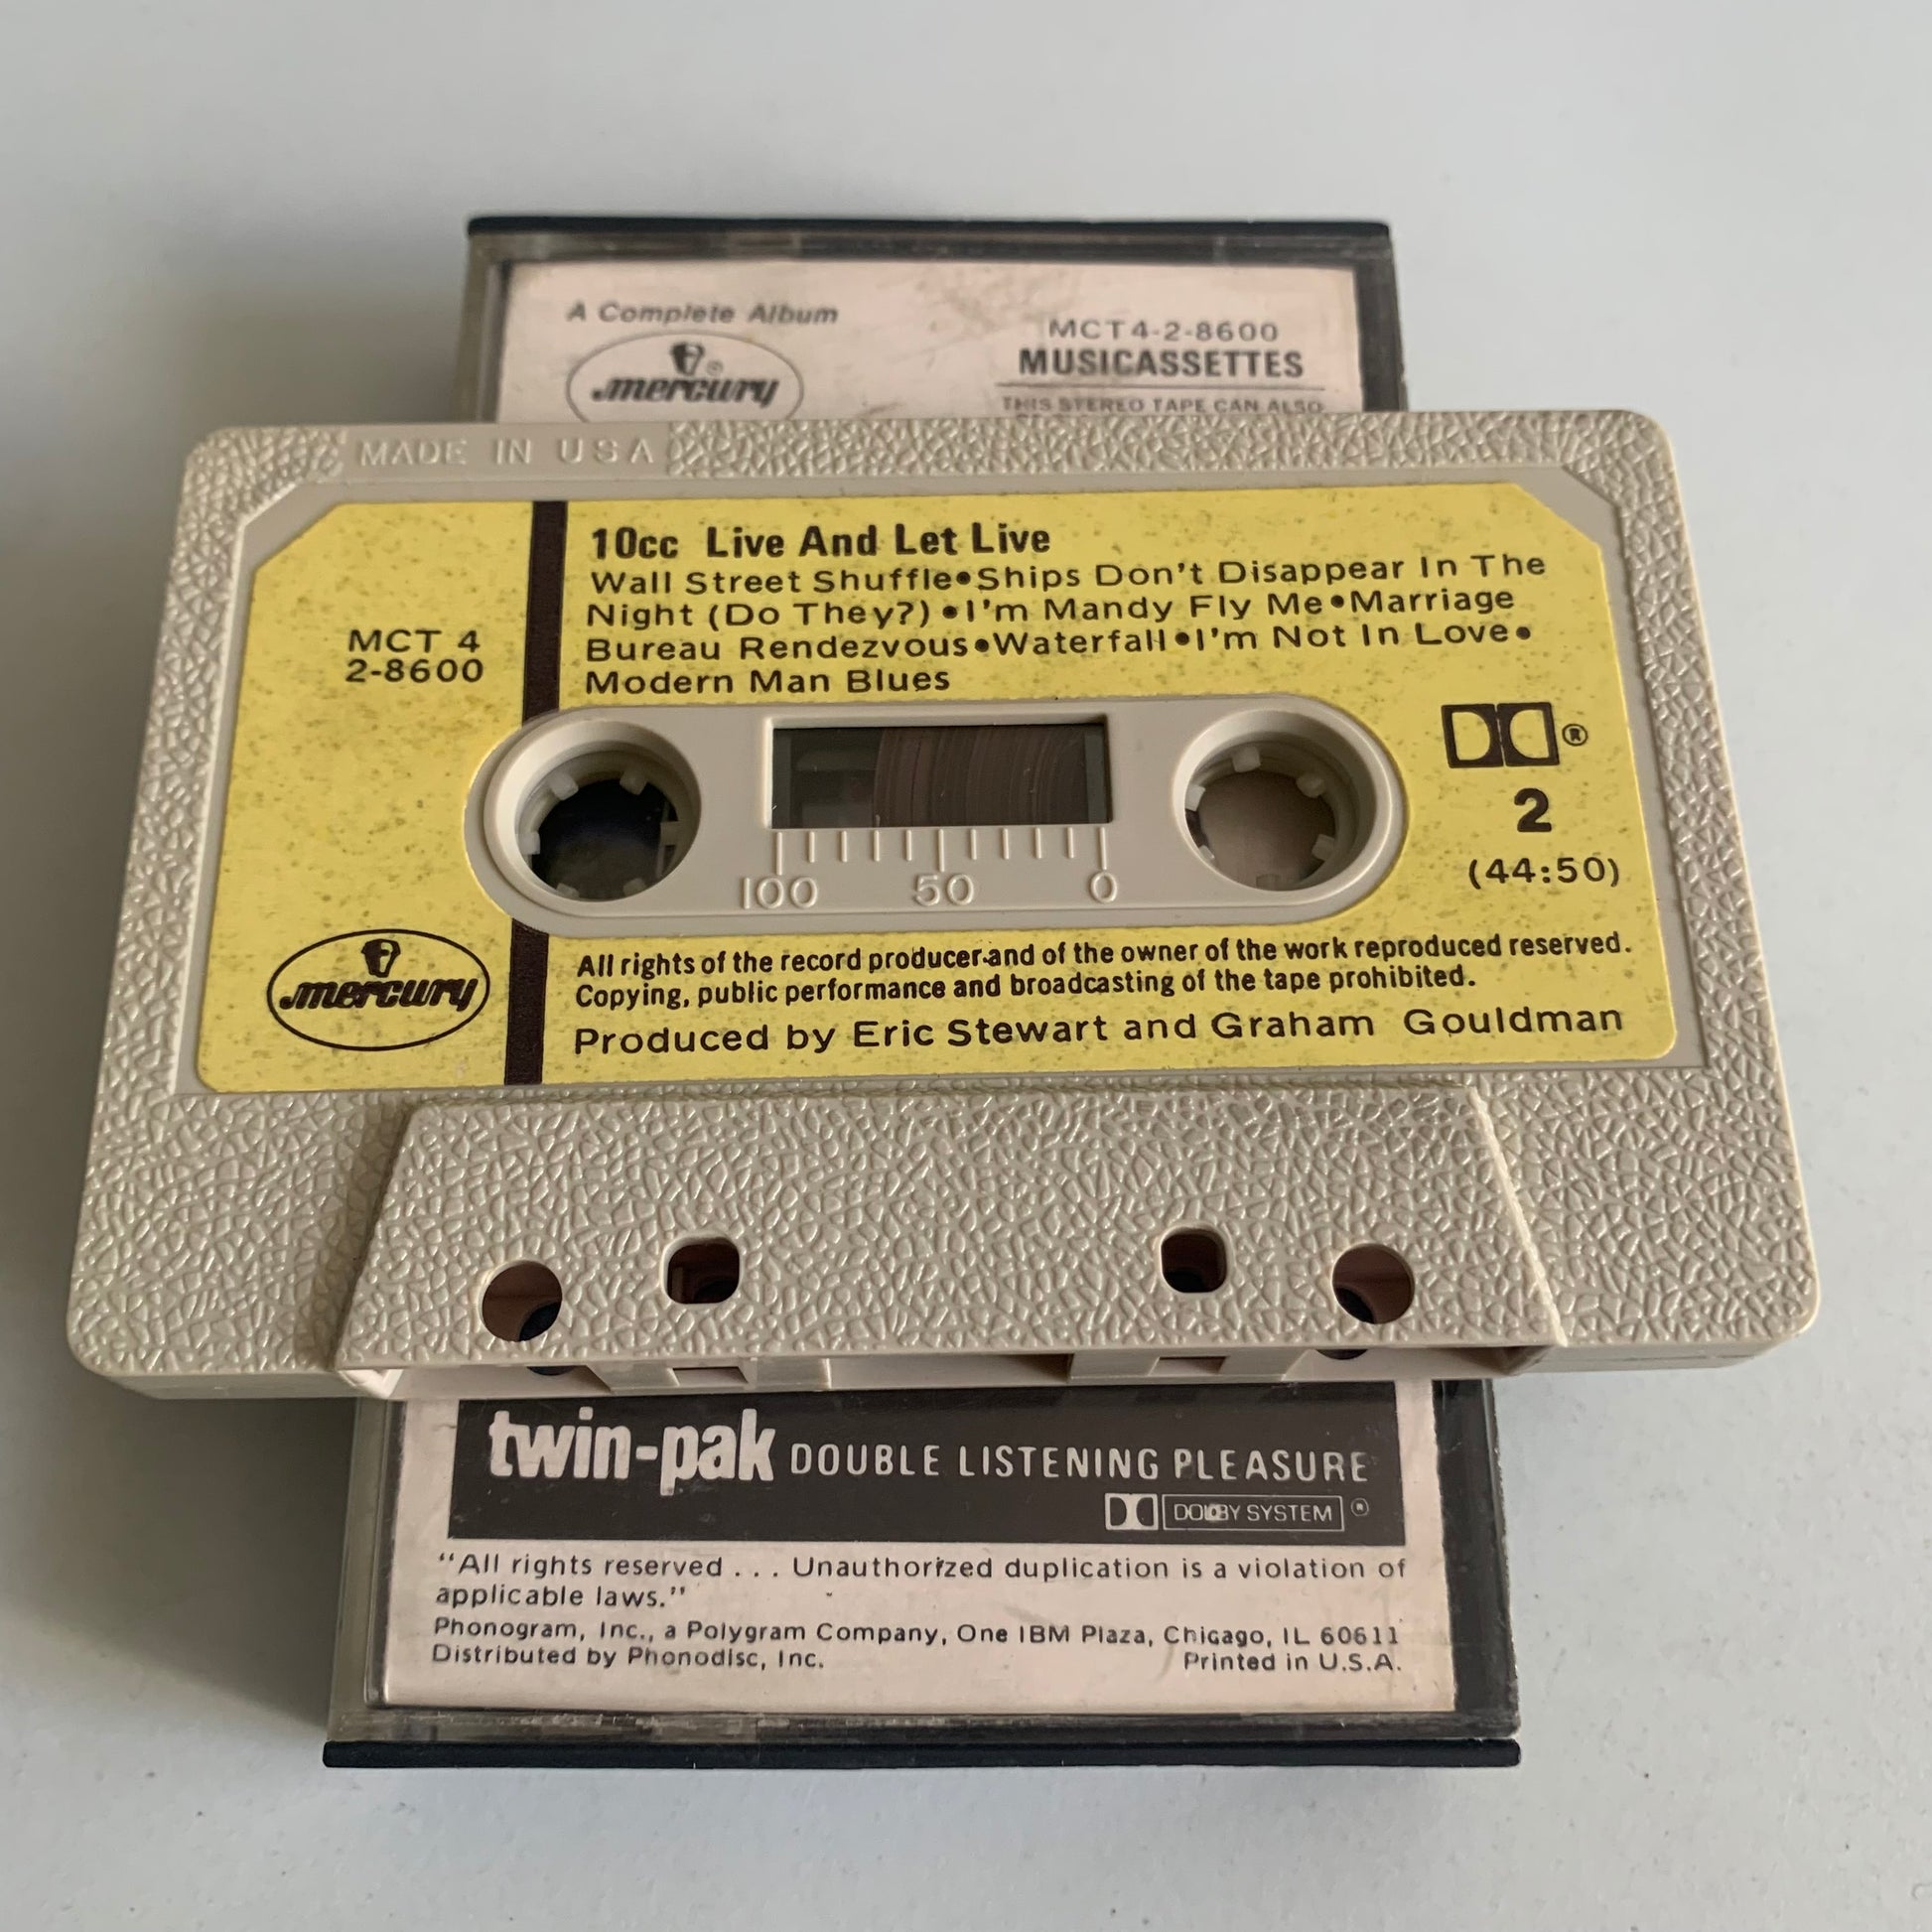 A Complete Album
mercury
MCT4-2-8600
MUSICASSETTES
THIS STEREO TAPE CAN ALSO
MADE IN USA
10cc Live And Let Live
Wall Street Shuffle•Ships Don't Disappear In The
Night (Do They?)•I'm Mandy Fly Me•Marriage
Bureau Rendezvous•Waterfall•I'm Not In Love•
Modern Man Blues
MCT 4
2-8600
®
2
(44:50)
100 50 0
mercury
All rights of the record producer and of the owner of the work reproduced reserved.
Copying, public performance and broadcasting of the tape prohibited.
Produced by Eric Stewart and Graham Gouldman
twin-pak DOUBLE LISTENING PLEASURE
DOLBY SYSTEM ®
"All rights reserved . . . Unauthorized duplication is a violation of
applicable laws."
Phonogram, Inc., a Polygram Company, One IBM Plaza, Chicago, IL 60611
Distributed by Phonodisc, Inc. Printed in U.S.A.